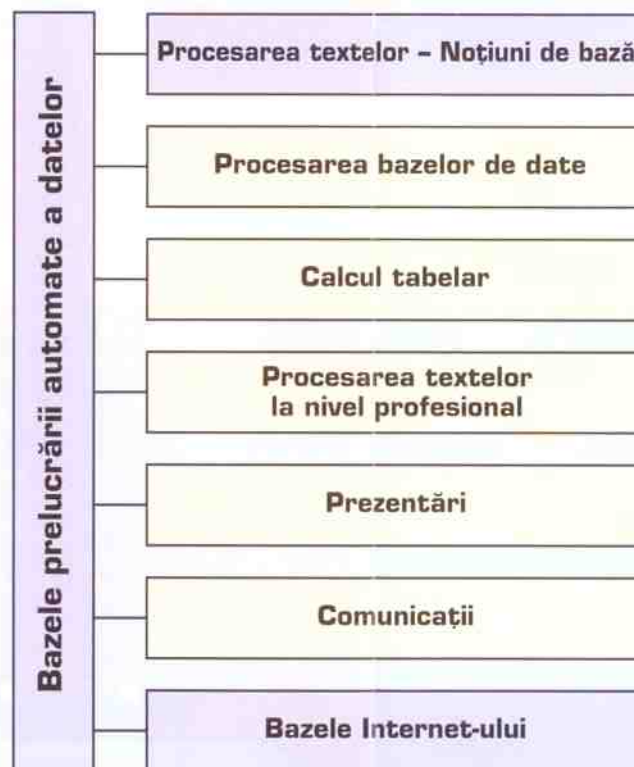 Bazele prelucrării automate a datelor
Procesarea textelor – Noțiuni de bază
Procesarea bazelor de date
Calcul tabelar
Procesarea textelor
la nivel profesional
Prezentări
Comunicații
Bazele Internet-ului